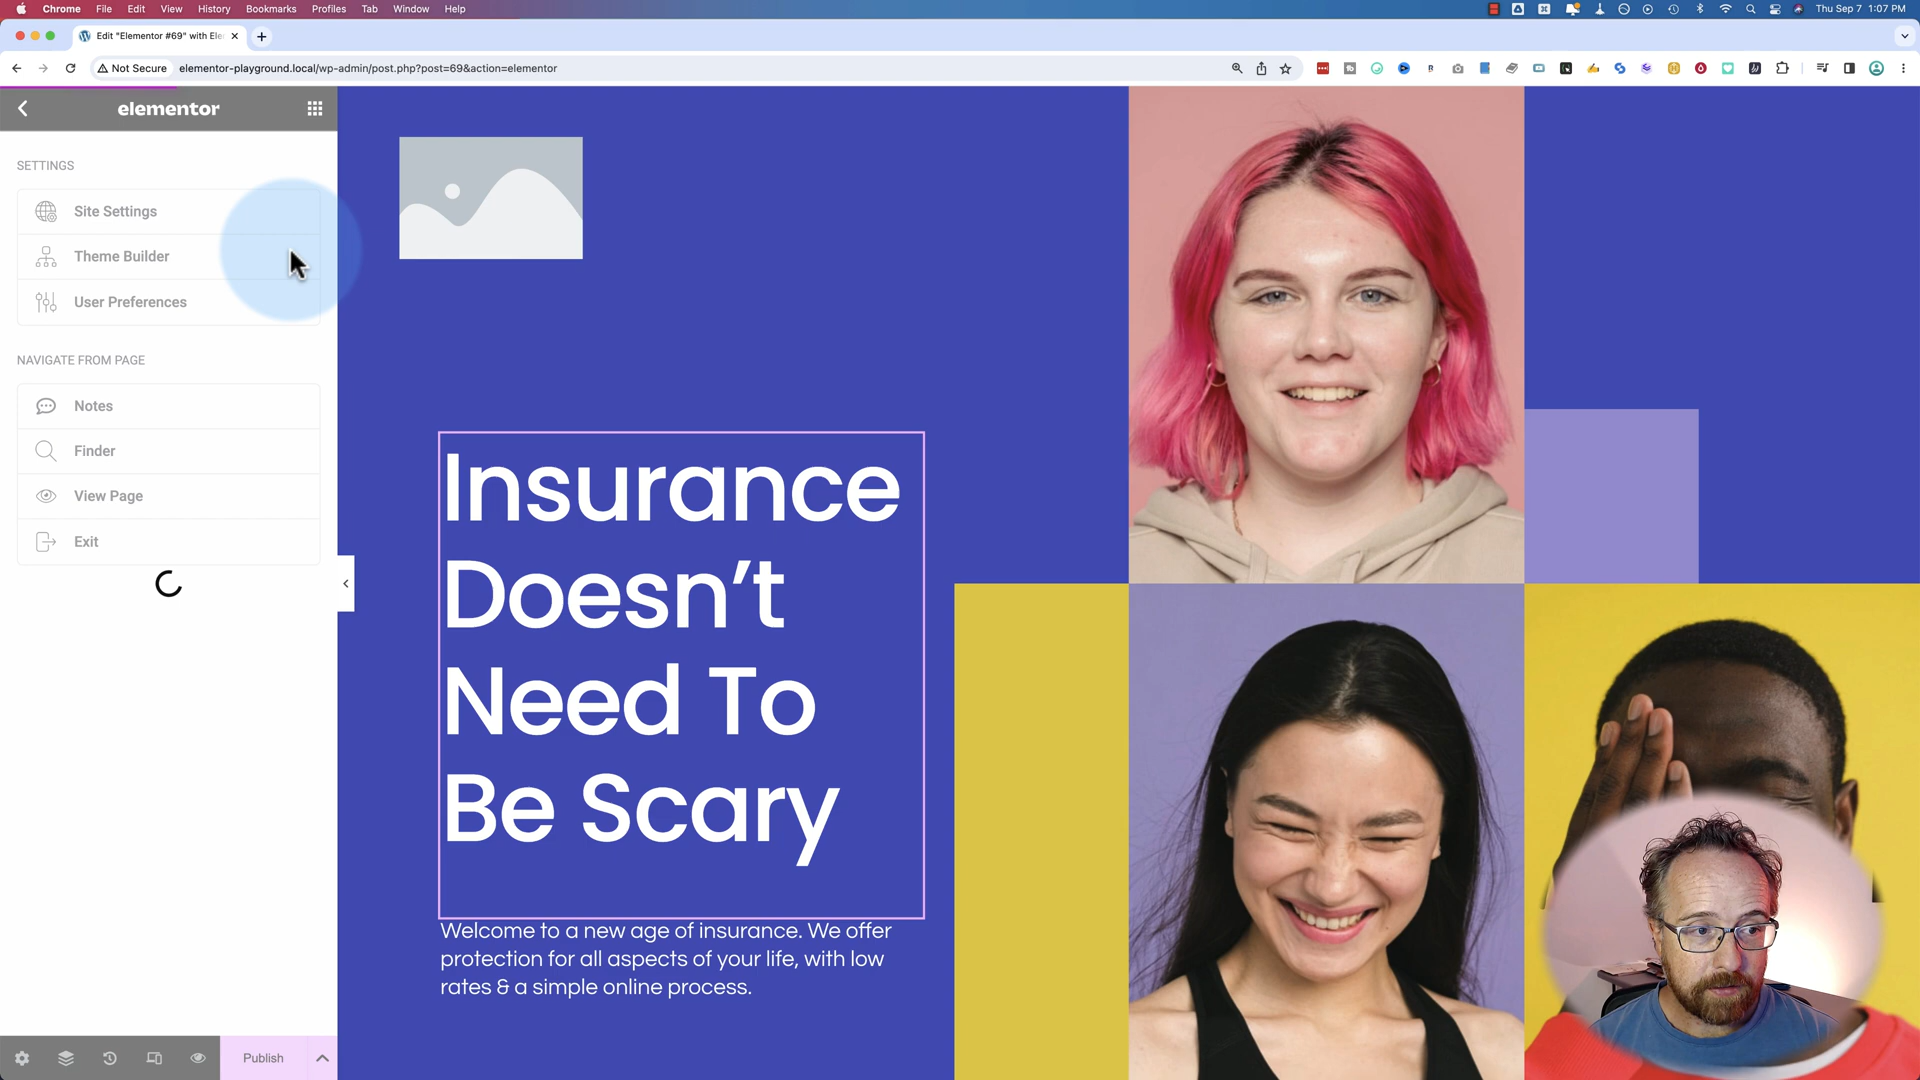 Chrome File Edit View History Bookmarks Profiles Tab Window Help
Thu Sep 7 1:07 PM
Edit "Elementor #69" with Ele
Not Secure elementor-playground.local/wp-admin/post.php?post=69&action=elementor
elementor
SETTINGS
Site Settings
Theme Builder
User Preferences
NAVIGATE FROM PAGE
Notes
Finder
View Page
Exit
Publish
Insurance
Doesn’t
Need To
Be Scary
Welcome to a new age of insurance. We offer
protection for all aspects of your life, with low
rates & a simple online process.